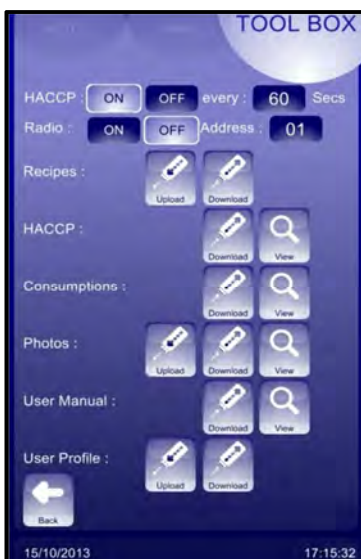 TOOL BOX
HACCP : ON OFF every : 60 Secs
Radio : ON OFF Address : 01
Recipes :
Upload Download
HACCP :
Download View
Consumptions :
Download View
Photos :
Upload Download View
User Manual :
Download View
User Profile :
Upload Download
Back
15/10/2013 17:15:32